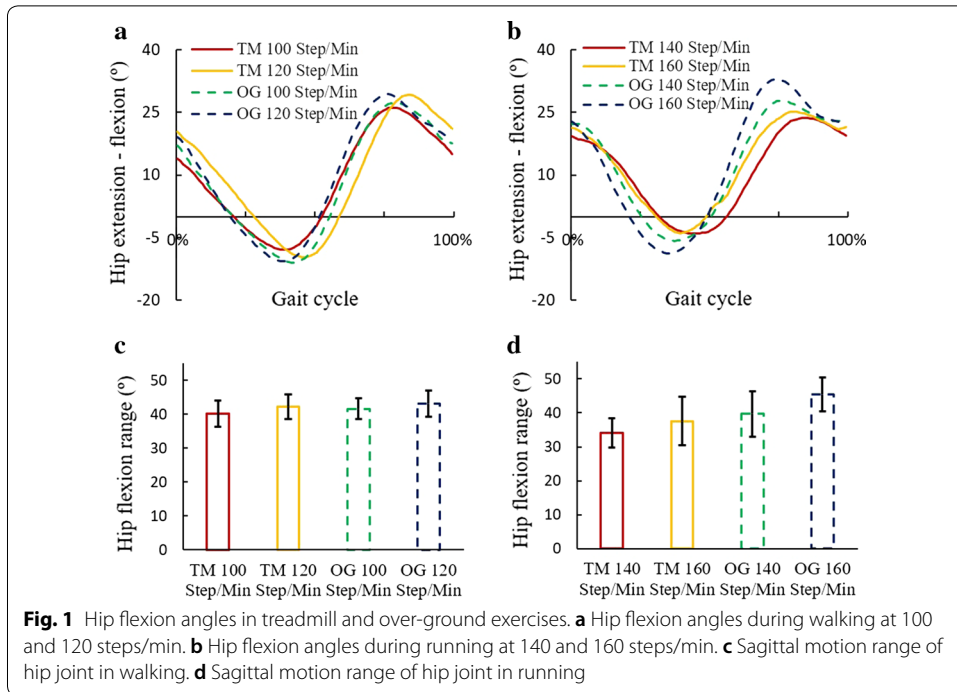 a
TM 100 Step/Min
TM 120 Step/Min
OG 100 Step/Min
OG 120 Step/Min
Hip extension - flexion (º)
40
25
10
-5
-20
0%
100%
Gait cycle
b
TM 140 Step/Min
TM 160 Step/Min
OG 140 Step/Min
OG 160 Step/Min
Hip extension - flexion (º)
40
25
10
-5
-20
0%
100%
Gait cycle
c
Hip flexion range (º)
50
40
30
20
10
0
TM 100 TM 120 OG 100 OG 120
Step/Min Step/Min Step/Min Step/Min
d
Hip flexion range (º)
50
40
30
20
10
0
TM 140 TM 160 OG 140 OG 160
Step/Min Step/Min Step/Min Step/Min
Fig. 1 Hip flexion angles in treadmill and over-ground exercises. a Hip flexion angles during walking at 100
and 120 steps/min. b Hip flexion angles during running at 140 and 160 steps/min. c Sagittal motion range of
hip joint in walking. d Sagittal motion range of hip joint in running